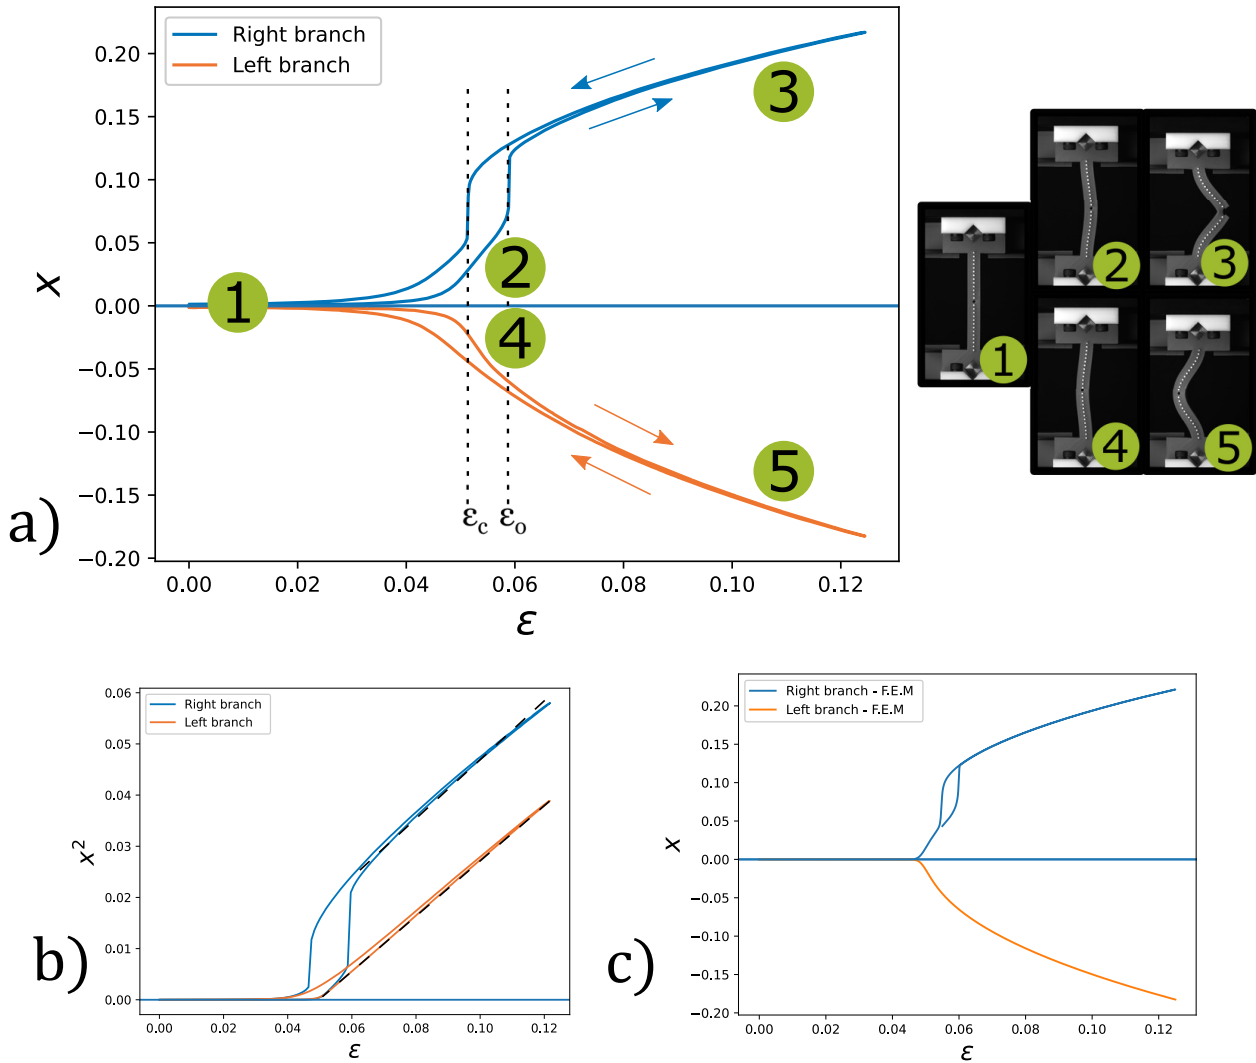 Right branch
Left branch
0.20
0.15
0.10
0.05
0.00
−0.05
−0.10
−0.15
−0.20
x
1
2
3
4
5
εc
εo
0.00 0.02 0.04 0.06 0.08 0.10 0.12
ε
a)
1
2
3
4
5
Right branch
Left branch
0.06
0.05
0.04
0.03
0.02
0.01
0.00
x²
0.00 0.02 0.04 0.06 0.08 0.10 0.12
ε
b)
Right branch - F.E.M
Left branch - F.E.M
0.20
0.15
0.10
0.05
0.00
−0.05
−0.10
−0.15
−0.20
x
0.00 0.02 0.04 0.06 0.08 0.10 0.12
ε
c)